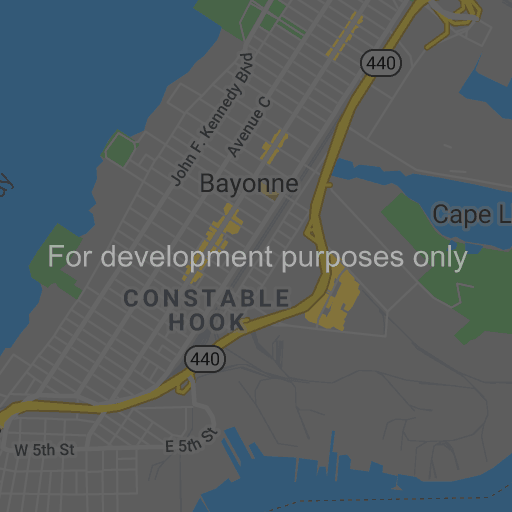 440
John F. Kennedy Blvd
Avenue C
Bayonne
Cape L
For development purposes only
CONSTABLE
HOOK
440
W 5th St
E 5th St